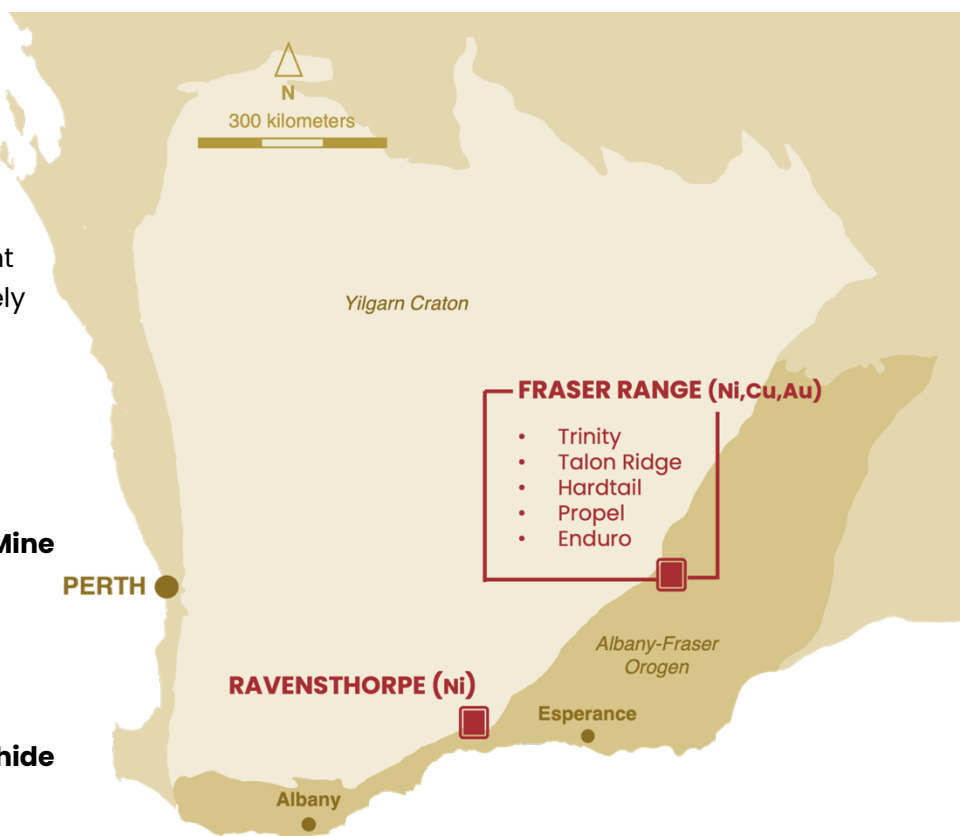 N
300 kilometers
nt
ely
Yilgarn Craton
FRASER RANGE (Ni,Cu,Au)
• Trinity
• Talon Ridge
• Hardtail
• Propel
• Enduro
Mine
PERTH
Albany-Fraser
Orogen
RAVENSTHORPE (Ni)
Esperance
hide
Albany